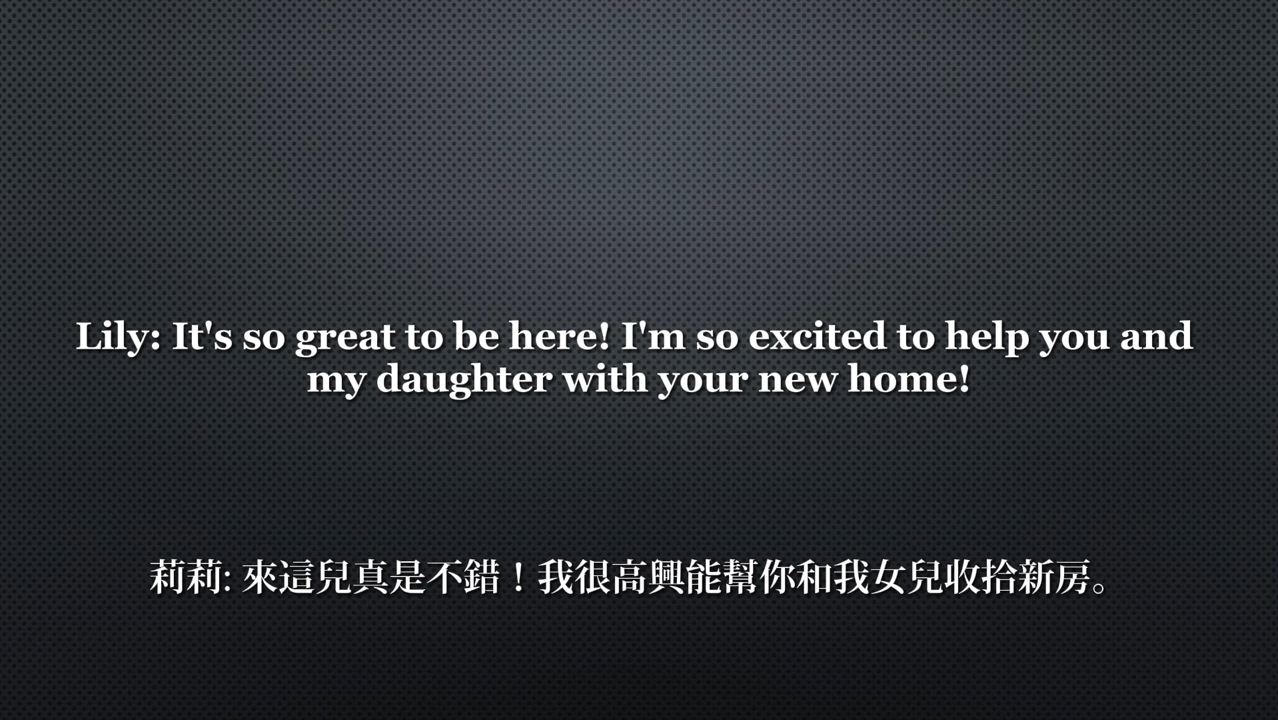 Lily: It's so great to be here! I'm so excited to help you and
my daughter with your new home!
莉莉: 來這兒真是不錯！我很高興能幫你和我女兒收拾新房。